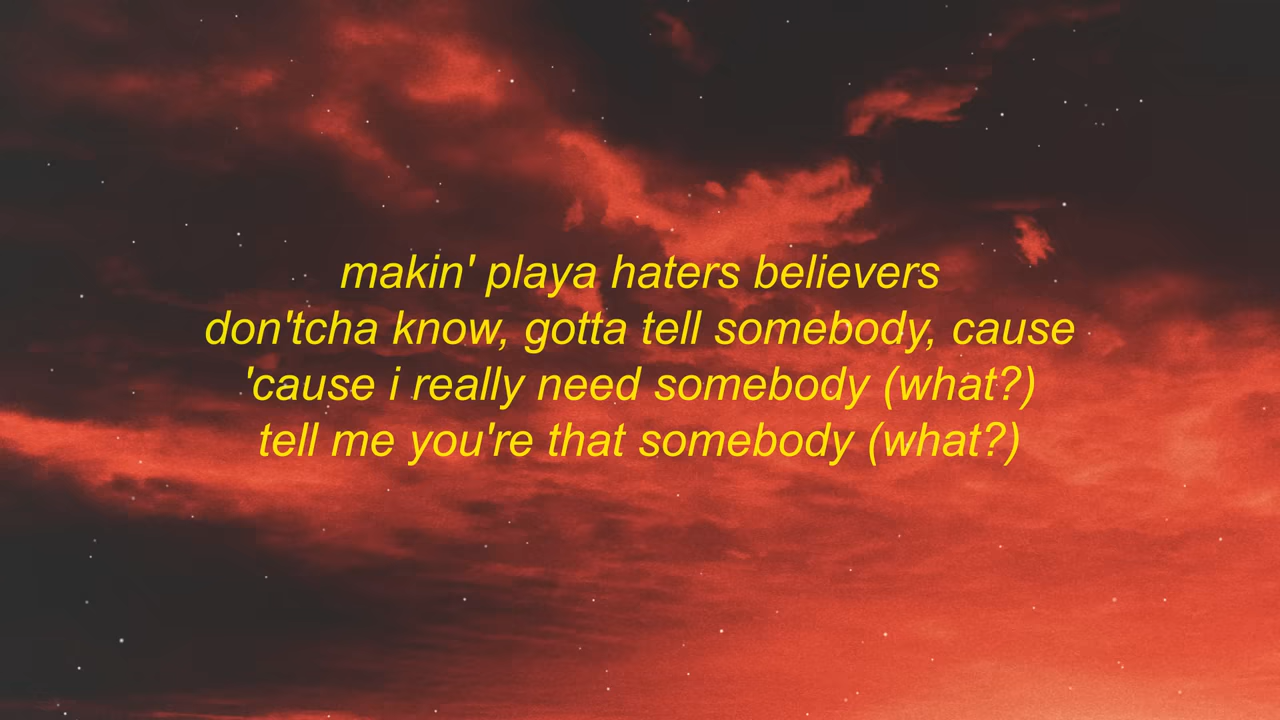 makin' playa haters believers
don'tcha know, gotta tell somebody, cause
'cause i really need somebody (what?)
tell me you're that somebody (what?)